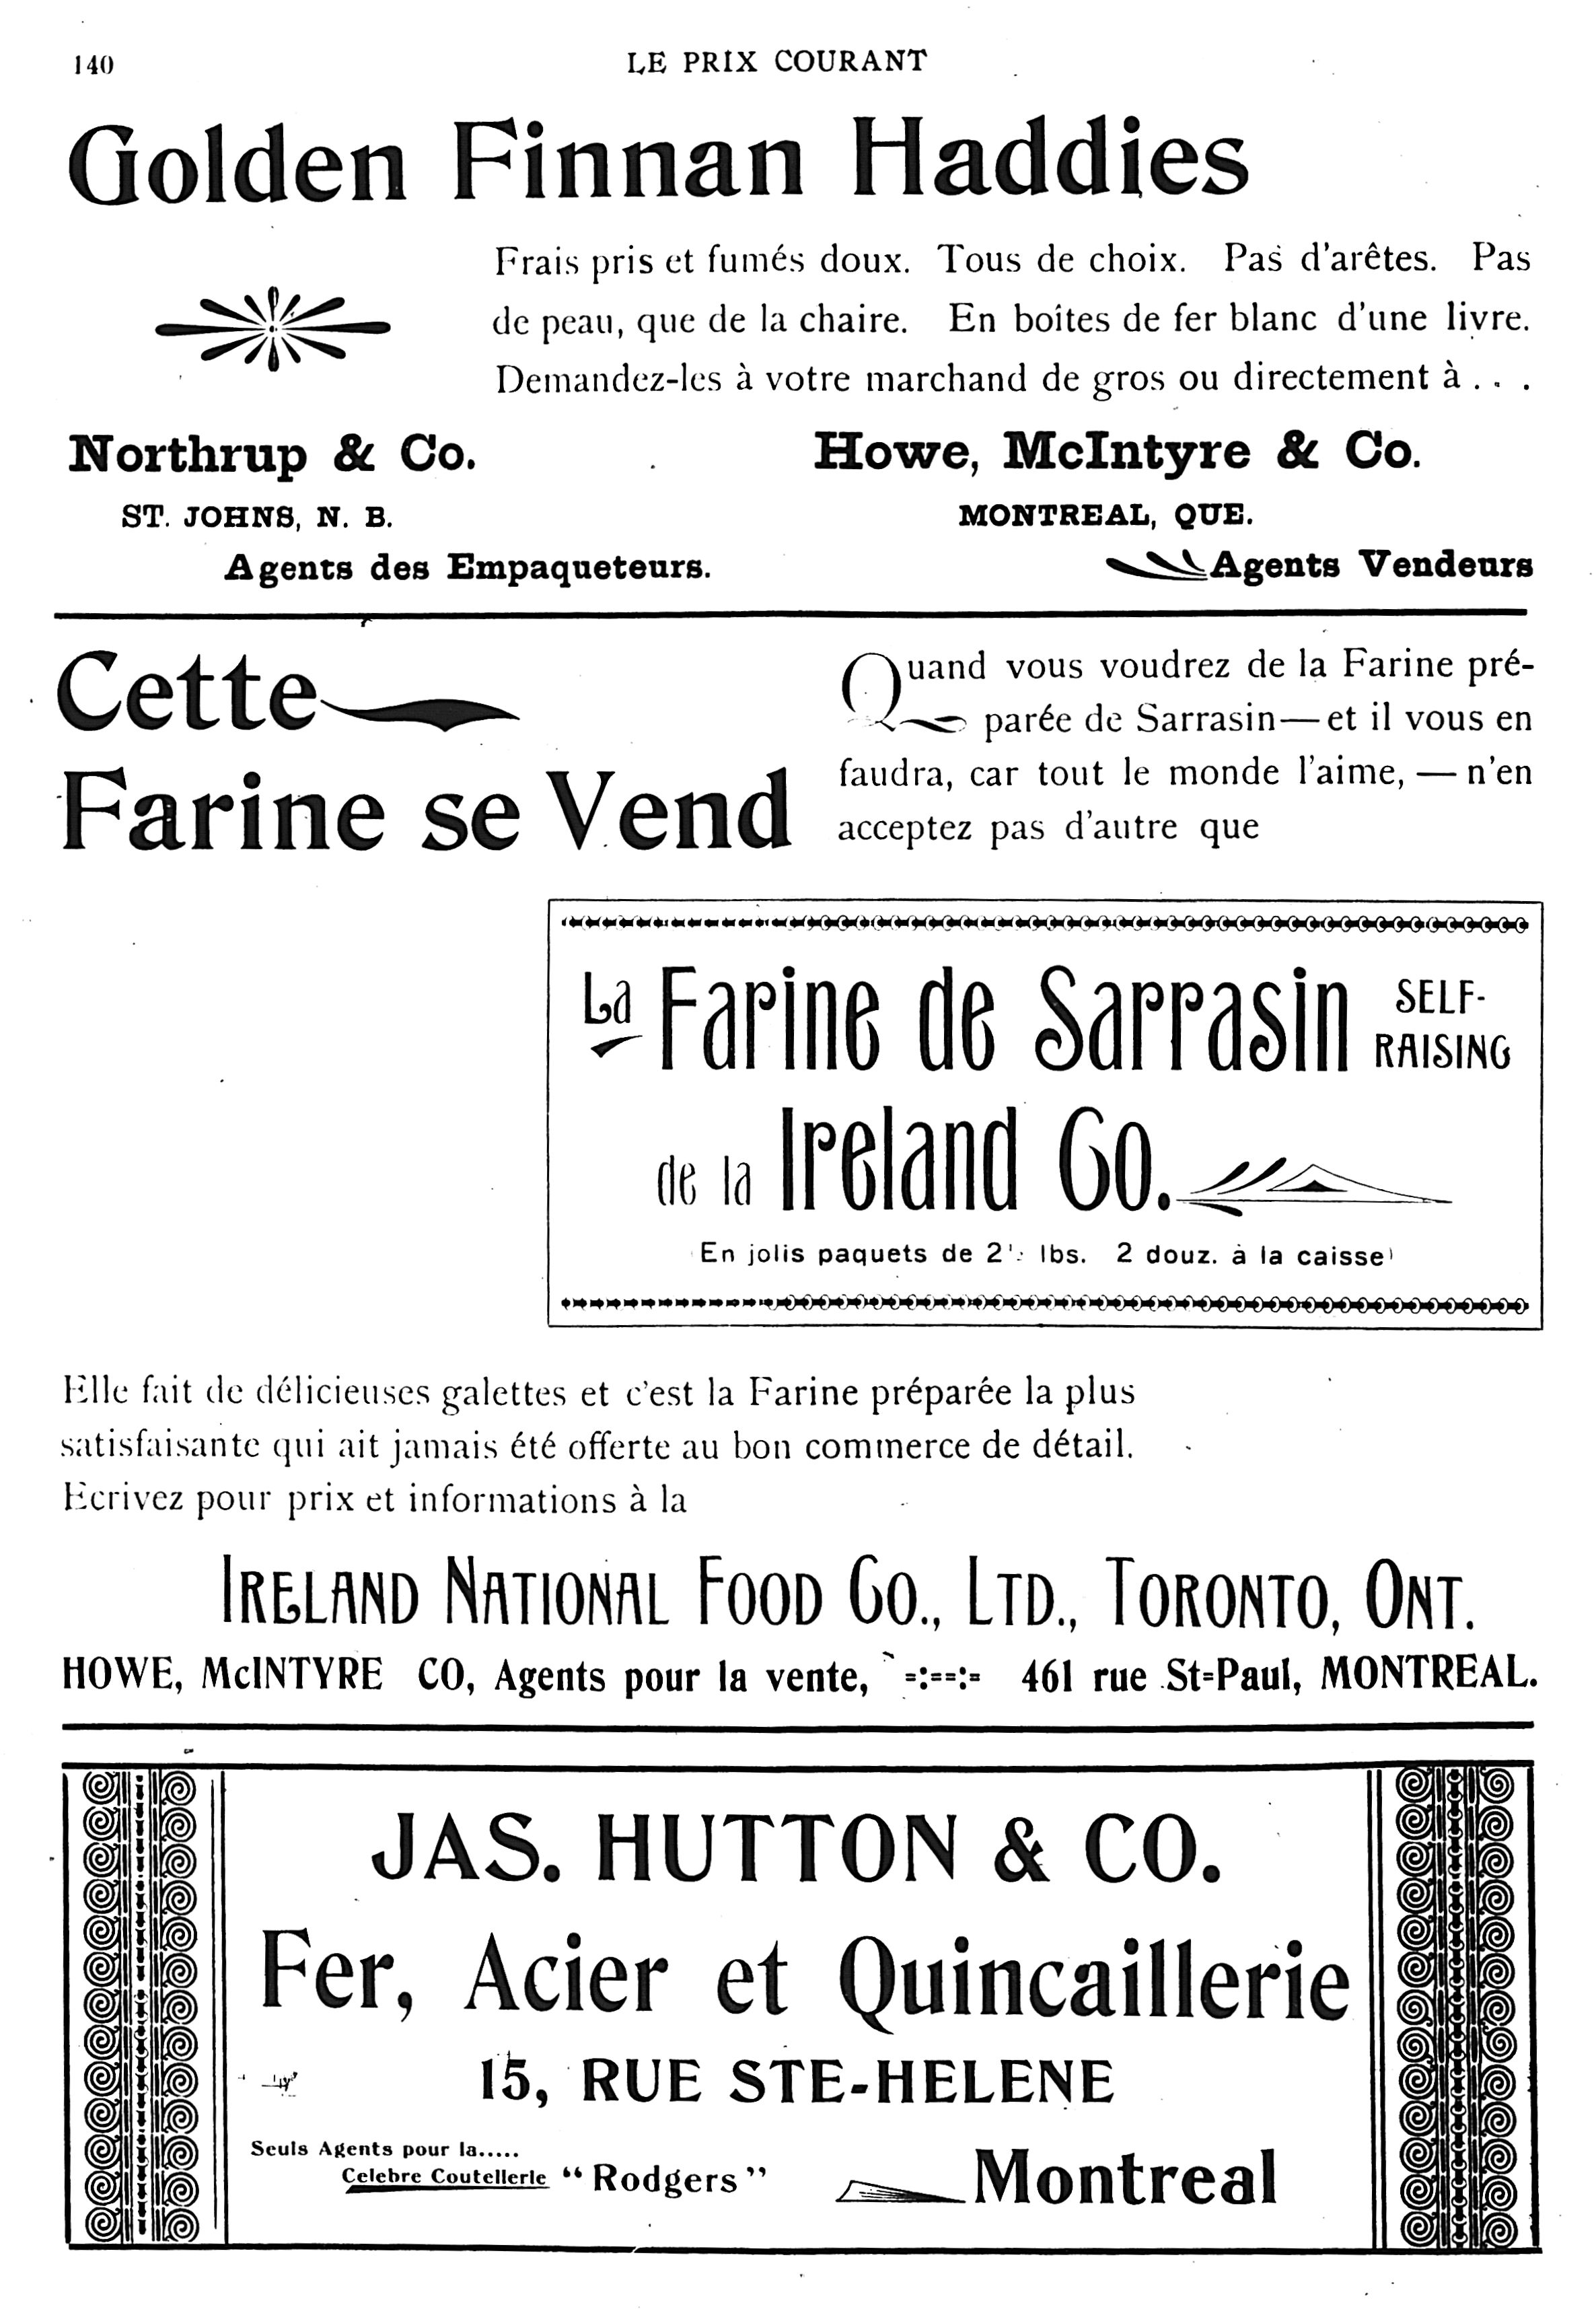 140
LE PRIX COURANT
Golden Finnan Haddies
Frais pris et fumés doux. Tous de choix. Pas d'arêtes. Pas
de peau, que de la chaire. En boîtes de fer blanc d'une livre.
Demandez-les à votre marchand de gros ou directement à . . .
Northrup & Co.
ST. JOHNS, N. B.
Agents des Empaqueteurs.
Howe, McIntyre & Co.
MONTREAL, QUE.
Agents Vendeurs
Cette
Farine se Vend
Quand vous voudrez de la Farine pré-
parée de Sarrasin—et il vous en
faudra, car tout le monde l'aime, — n'en
acceptez pas d'autre que
La Farine de Sarrasin SELF-
RAISING
de la Ireland Co.
En jolis paquets de 2 lbs. 2 douz. à la caisse
Elle fait de délicieuses galettes et c'est la Farine préparée la plus
satisfaisante qui ait jamais été offerte au bon commerce de détail.
Ecrivez pour prix et informations à la
IRELAND NATIONAL FOOD CO., LTD., TORONTO, ONT.
HOWE, McINTYRE CO, Agents pour la vente, =:==:= 461 rue St=Paul, MONTREAL.
JAS. HUTTON & CO.
Fer, Acier et Quincaillerie
15, RUE STE-HELENE
Seuls Agents pour la.....
Celebre Coutellerie "Rodgers"
Montreal